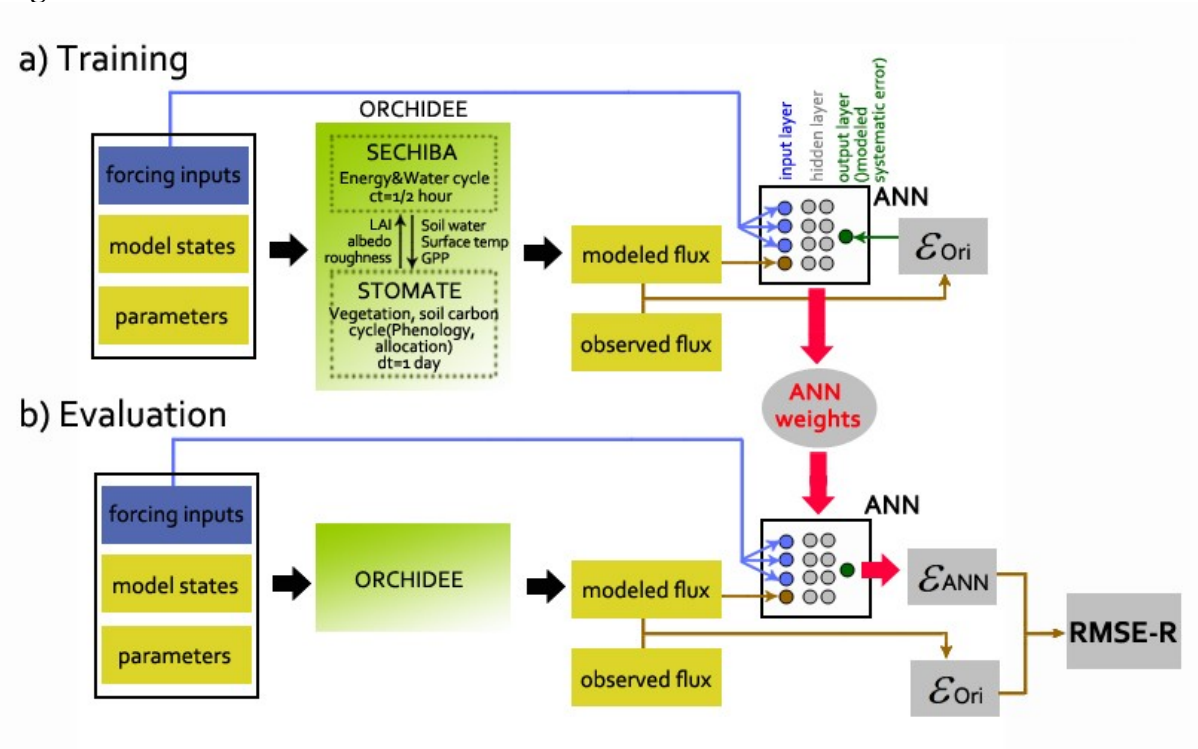 a) Training
ORCHIDEE
forcing inputs
model states
parameters
SECHIBA
Energy&Water cycle
ct=1/2 hour
LAI
albedo
roughness
Soil water
Surface temp
GPP
STOMATE
Vegetation, soil carbon
cycle(Phenology,
allocation)
dt=1 day
modeled flux
observed flux
input layer
hidden layer
output layer
()modeled
systematic error)
ANN
ℰOri
ANN
weights
b) Evaluation
forcing inputs
model states
parameters
ORCHIDEE
modeled flux
observed flux
ANN
ℰANN
ℰOri
RMSE-R